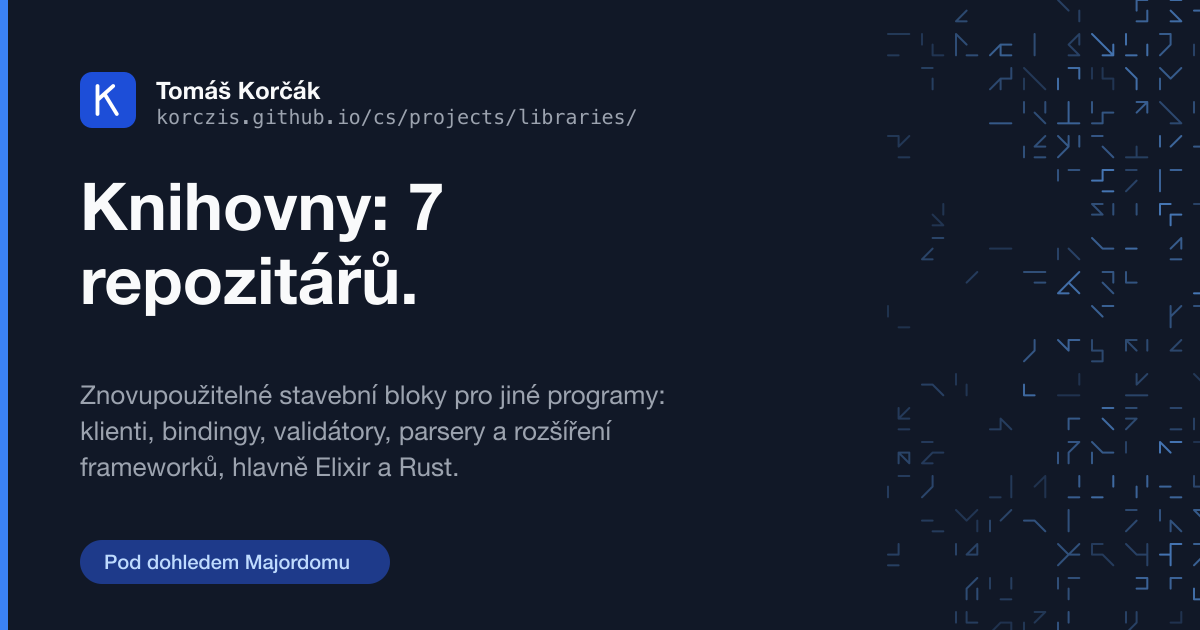 K
Tomáš Korčák
korczis.github.io/cs/projects/libraries/
Knihovny: 7
repozitářů.
Znovupoužitelné stavební bloky pro jiné programy:
klienti, bindingy, validátory, parsery a rozšíření
frameworků, hlavně Elixir a Rust.
Pod dohledem Majordomu